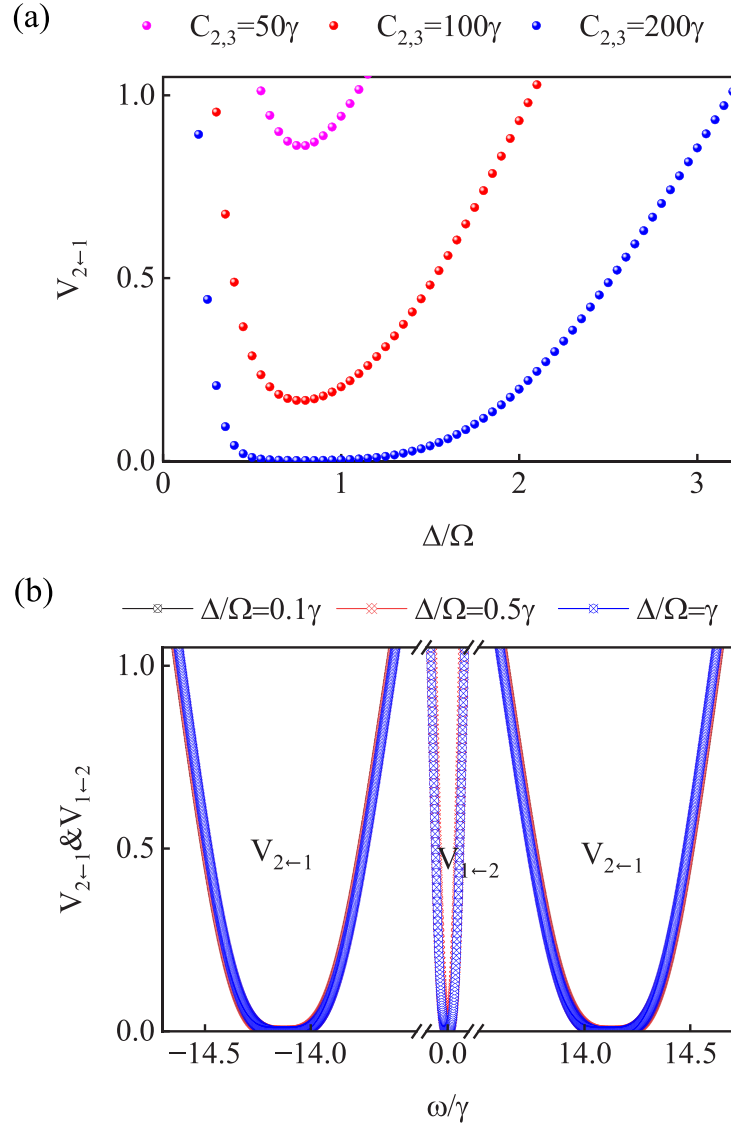 (a)
C₂,₃=50γ C₂,₃=100γ C₂,₃=200γ
1.0
0.5
0.0
V₂←₁
0 1 2 3
Δ/Ω
(b)
Δ/Ω=0.1γ Δ/Ω=0.5γ Δ/Ω=γ
1.0
0.5
0.0
V₂←₁&V₁←₂
V₂←₁ V₁←₂ V₂←₁
−14.5 −14.0 0.0 14.0 14.5
ω/γ